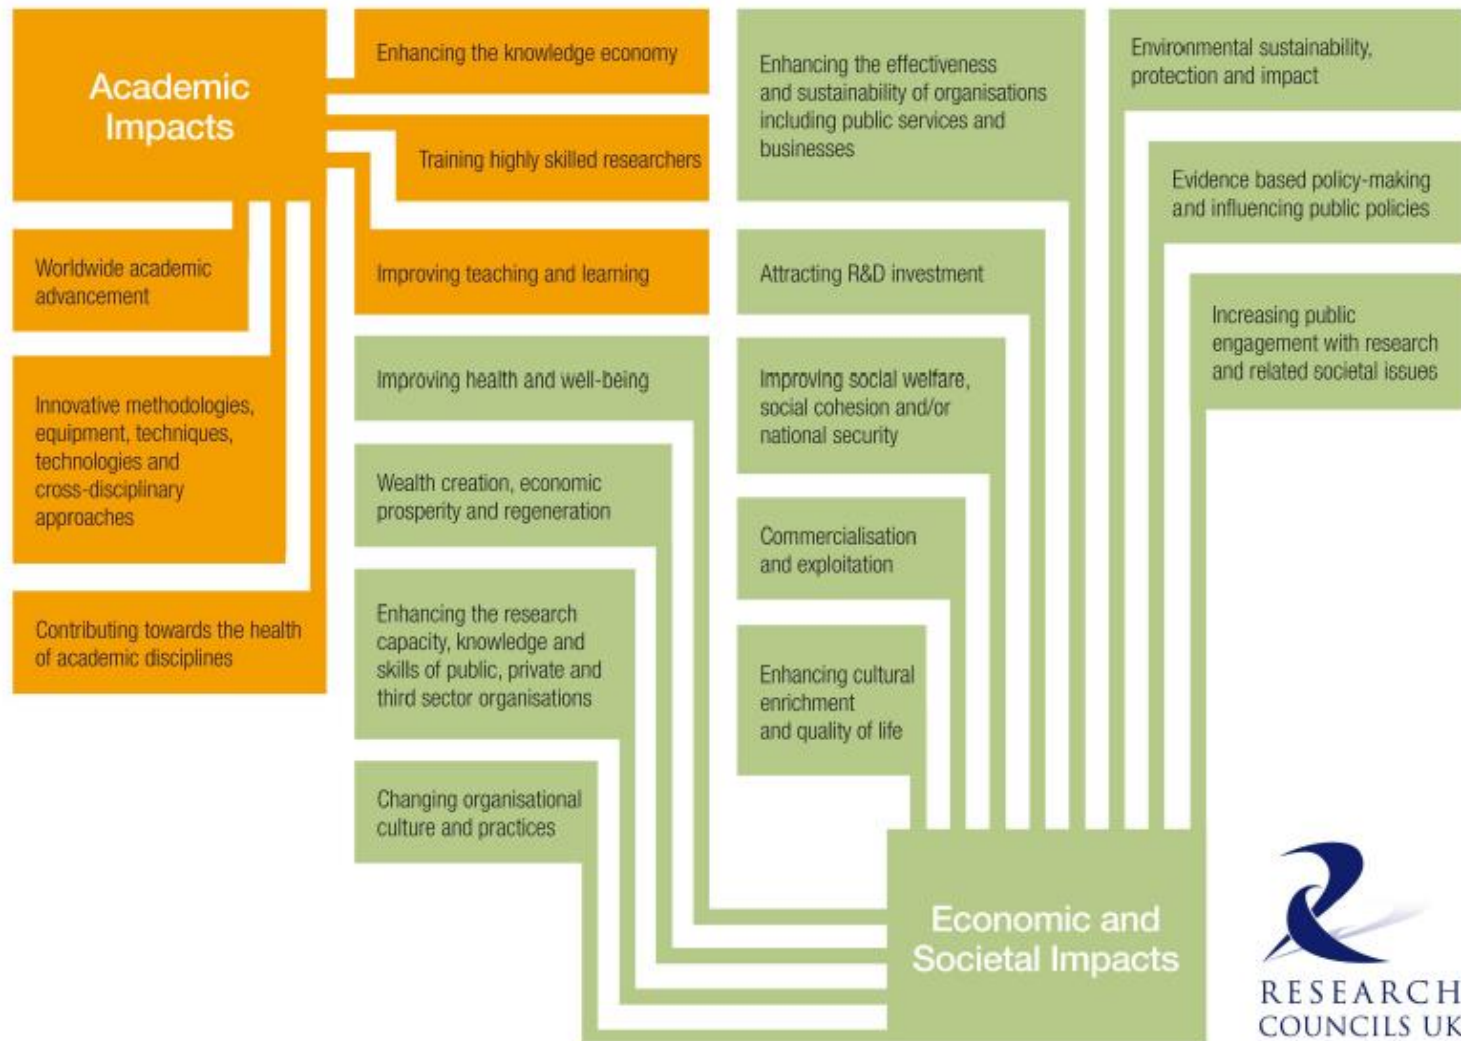 Academic
Impacts
Enhancing the knowledge economy
Training highly skilled researchers
Improving teaching and learning
Worldwide academic
advancement
Innovative methodologies,
equipment, techniques,
technologies and
cross-disciplinary
approaches
Contributing towards the health
of academic disciplines
Improving health and well-being
Wealth creation, economic
prosperity and regeneration
Enhancing the research
capacity, knowledge and
skills of public, private and
third sector organisations
Changing organisational
culture and practices
Enhancing the effectiveness
and sustainability of organisations
including public services and
businesses
Attracting R&D investment
Improving social welfare,
social cohesion and/or
national security
Commercialisation
and exploitation
Enhancing cultural
enrichment
and quality of life
Environmental sustainability,
protection and impact
Evidence based policy-making
and influencing public policies
Increasing public
engagement with research
and related societal issues
Economic and
Societal Impacts
RESEARCH
COUNCILS UK